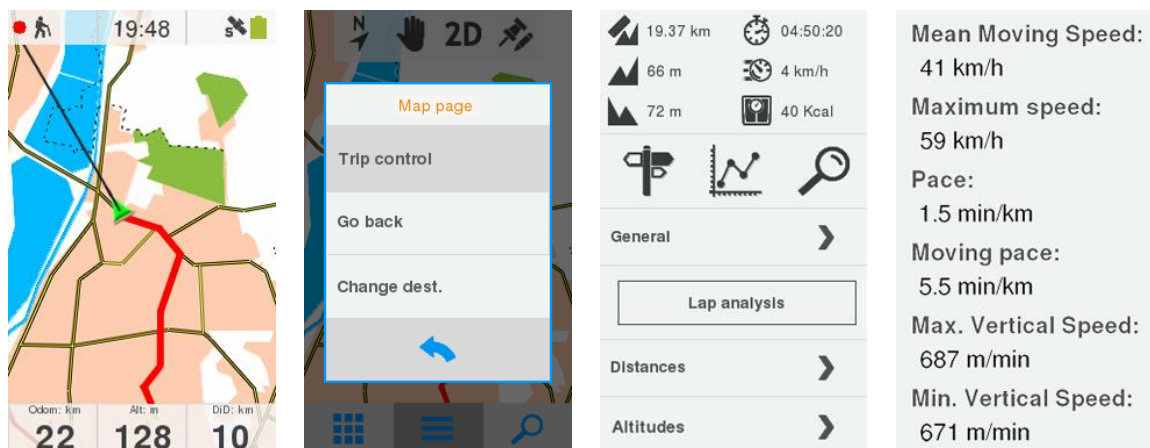 19:48
S
Odom: km
Alt: m
DiD: km
22
128
10
N
2D
Map page
Trip control
Go back
Change dest.
19.37 km
04:50:20
66 m
4 km/h
72 m
40 Kcal
General
Lap analysis
Distances
Altitudes
Mean Moving Speed:
41 km/h
Maximum speed:
59 km/h
Pace:
1.5 min/km
Moving pace:
5.5 min/km
Max. Vertical Speed:
687 m/min
Min. Vertical Speed:
671 m/min